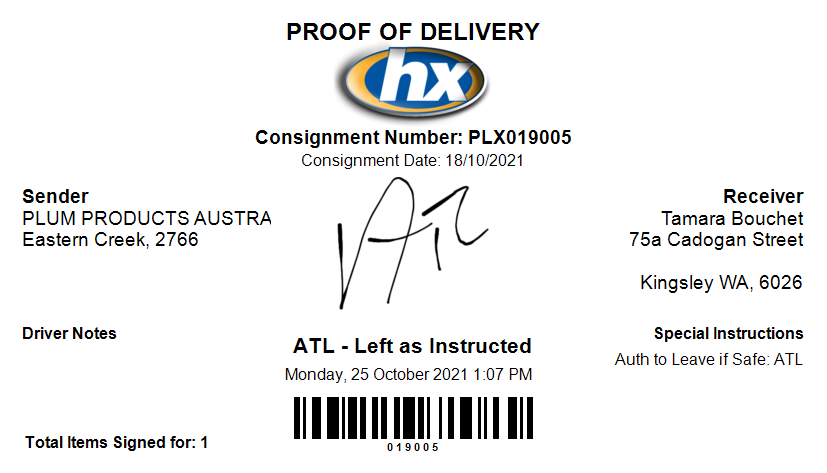 PROOF OF DELIVERY
hx
Consignment Number: PLX019005
Consignment Date: 18/10/2021
Sender
PLUM PRODUCTS AUSTRA
Eastern Creek, 2766
ATL
Receiver
Tamara Bouchet
75a Cadogan Street
Kingsley WA, 6026
Driver Notes
ATL - Left as Instructed
Monday, 25 October 2021 1:07 PM
Special Instructions
Auth to Leave if Safe: ATL
Total Items Signed for: 1
019005